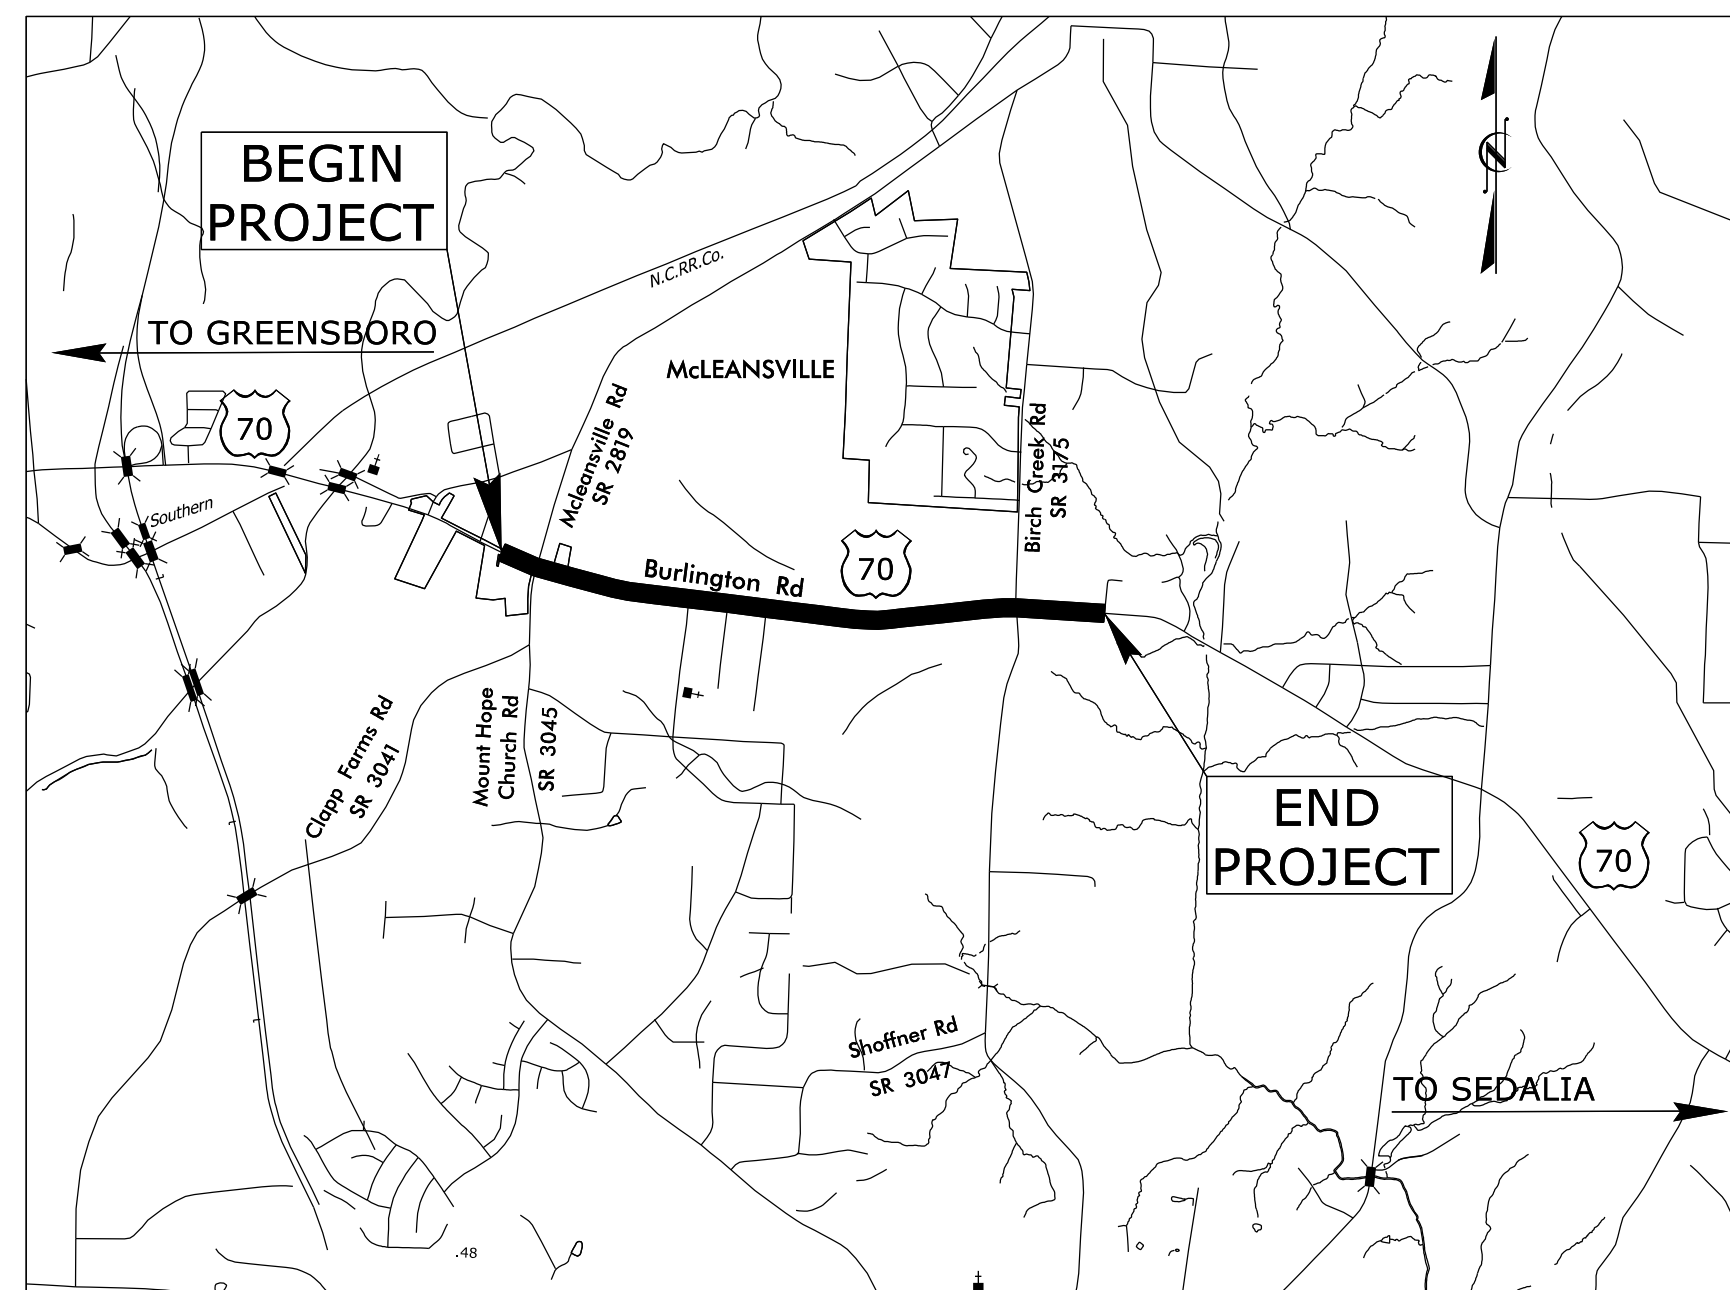 BEGIN
PROJECT
N.C.RR.Co.
TO GREENSBORO
McLEANSVILLE
70
Mcleansville Rd
SR 2819
Birch Creek Rd
SR 3175
Southern
70
Burlington Rd
Clapp Farms Rd
SR 3041
Mount Hope
Church Rd
SR 3045
END
PROJECT
70
Shoffner Rd
SR 3047
TO SEDALIA
.48
N